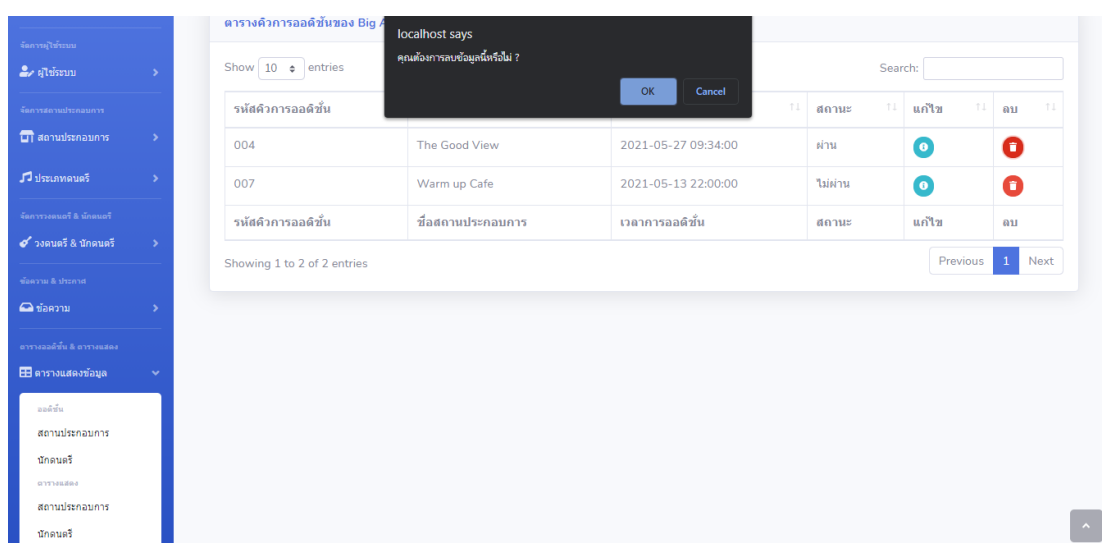 จัดการผู้ใช้ระบบ
ผู้ใช้ระบบ
จัดการสถานประกอบการ
สถานประกอบการ
ประเภทดนตรี
จัดการวงดนตรี & นักดนตรี
วงดนตรี & นักดนตรี
ข้อความ & ประกาศ
ข้อความ
ตารางออดิชั่น & ตารางแสดง
ตารางแสดงข้อมูล
ออดิชั่น
สถานประกอบการ
นักดนตรี
ตารางแสดง
สถานประกอบการ
นักดนตรี
ตารางคิวการออดิชั่นของ Big
localhost says
คุณต้องการลบข้อมูลนี้หรือไม่ ?
OK Cancel
Show 10 entries Search:
รหัสคิวการออดิชั่น สถานะ แก้ไข ลบ
004 The Good View 2021-05-27 09:34:00 ผ่าน
007 Warm up Cafe 2021-05-13 22:00:00 ไม่ผ่าน
รหัสคิวการออดิชั่น ชื่อสถานประกอบการ เวลาการออดิชั่น สถานะ แก้ไข ลบ
Showing 1 to 2 of 2 entries Previous 1 Next